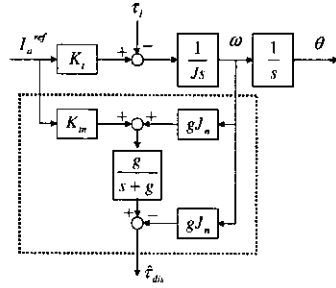 τ_l
I_a^ref
+
−
ω
θ
K_t
1
Js
1
s
K_tn
+
+
gJ_n
g
s + g
+
−
gJ_n
τ̂_dis